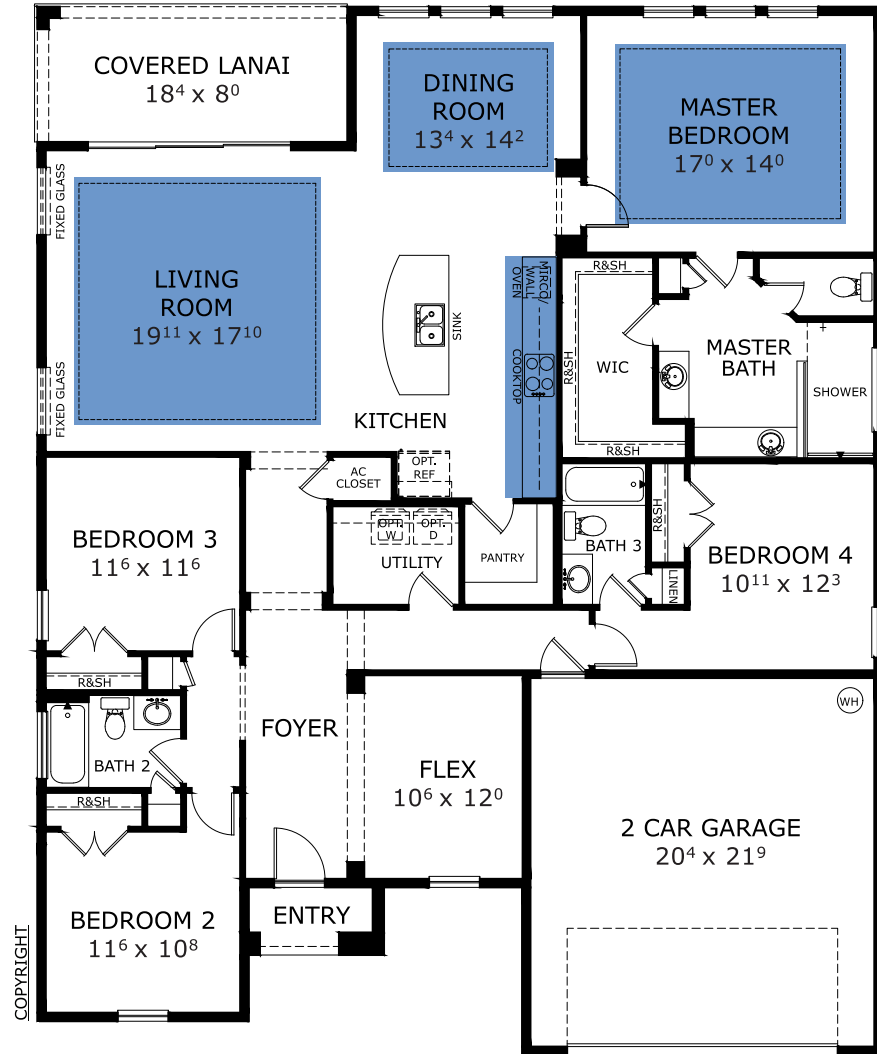 COVERED LANAI
18⁴ x 8⁰
DINING
ROOM
13⁴ x 14²
MASTER
BEDROOM
17⁰ x 14⁰
FIXED GLASS
LIVING
ROOM
19¹¹ x 17¹⁰
FIXED GLASS
SINK
KITCHEN
MIRCO/
WALL
OVEN
COOKTOP
R&SH
R&SH
WIC
R&SH
MASTER
BATH
SHOWER
AC
CLOSET
OPT.
REF
OPT.
W
OPT.
D
UTILITY
PANTRY
BATH 3
R&SH
LINEN
BEDROOM 4
10¹¹ x 12³
BEDROOM 3
11⁶ x 11⁶
R&SH
BATH 2
R&SH
FOYER
FLEX
10⁶ x 12⁰
WH
2 CAR GARAGE
20⁴ x 21⁹
BEDROOM 2
11⁶ x 10⁸
ENTRY
COPYRIGHT